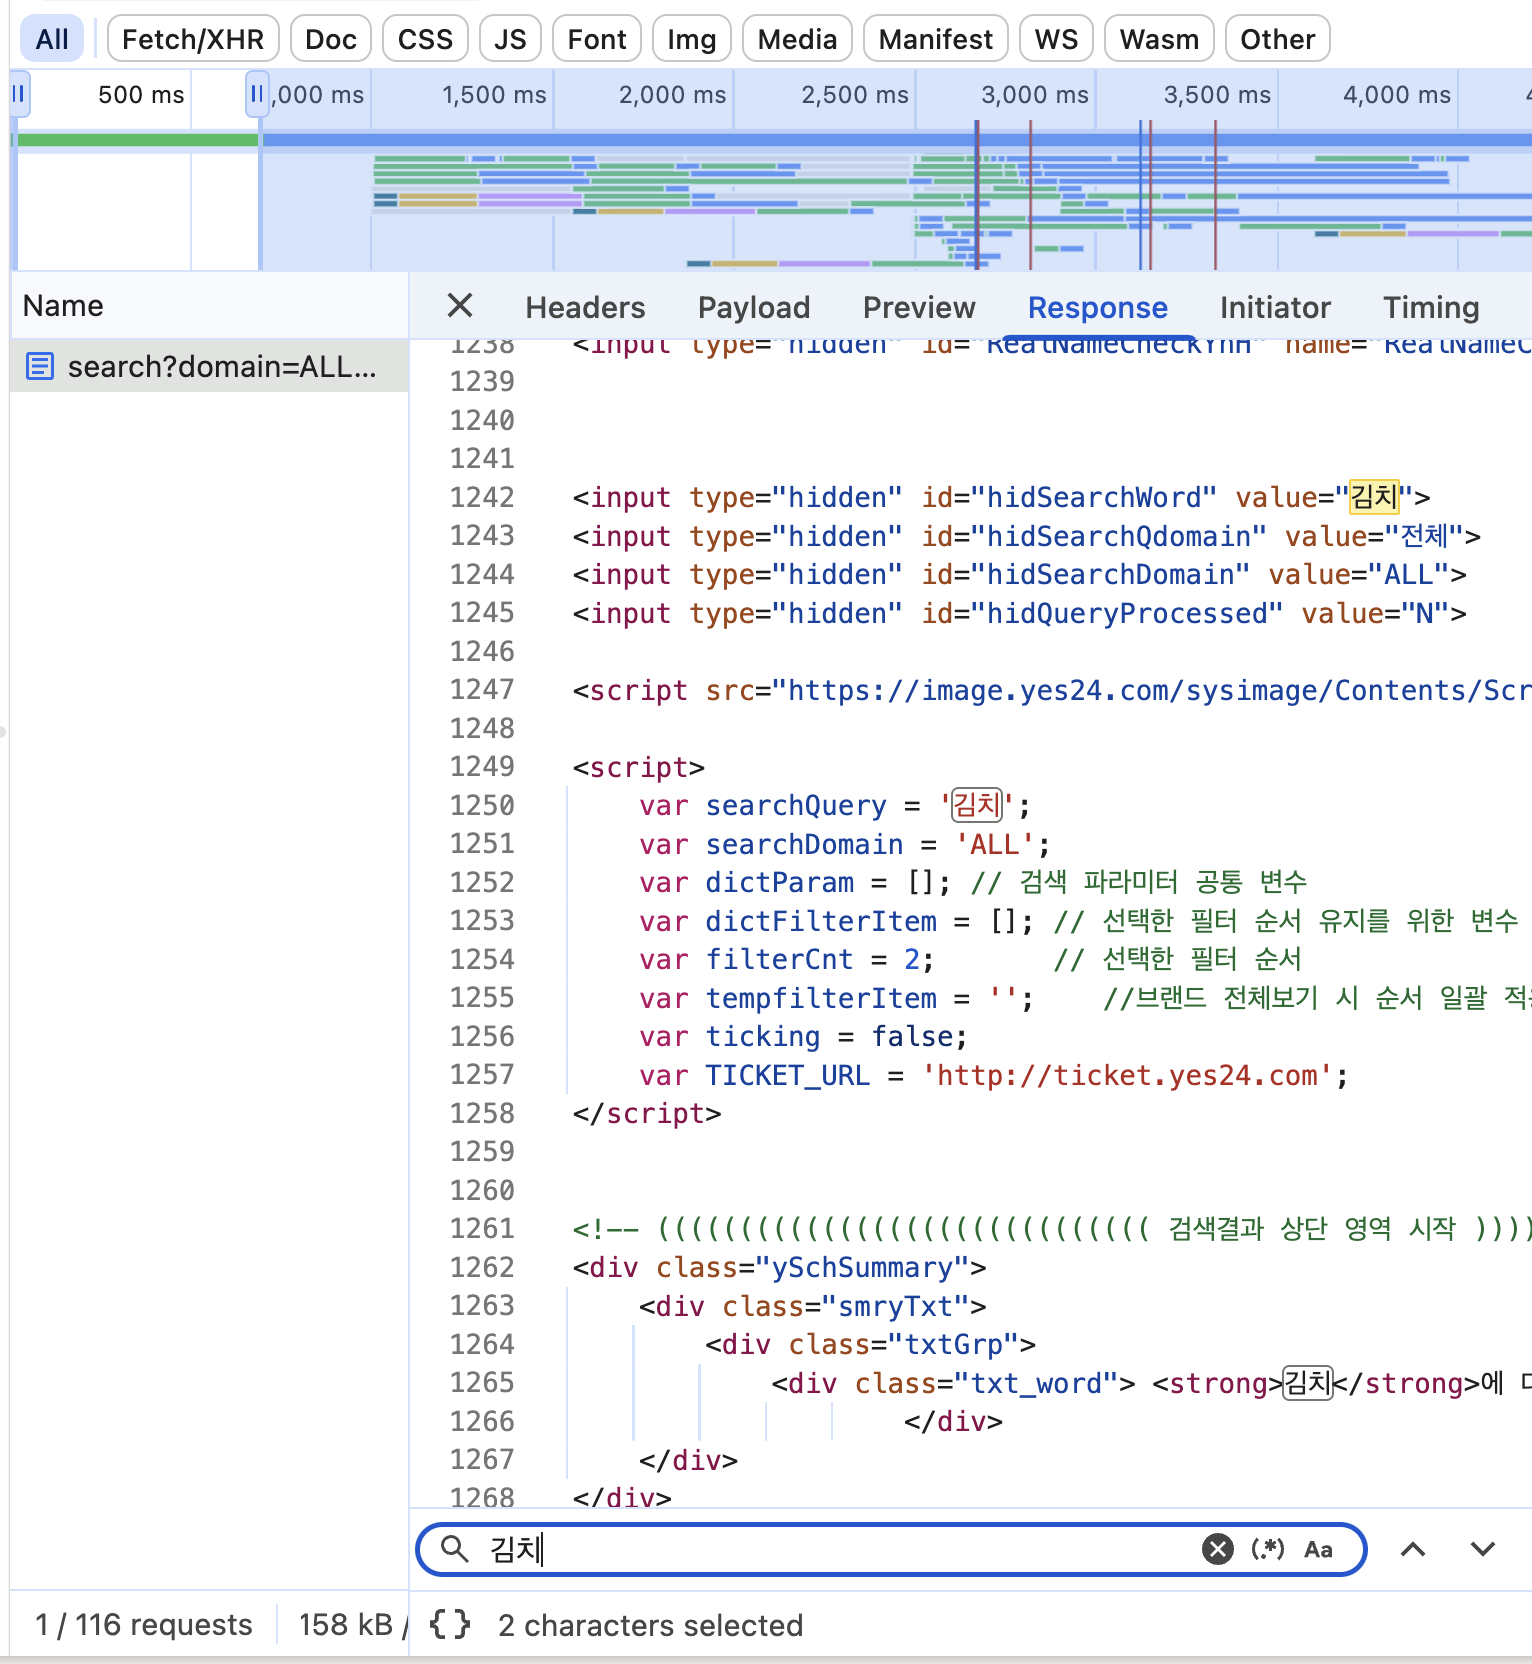 All Fetch/XHR Doc CSS JS Font Img Media Manifest WS Wasm Other
500 ms ,000 ms 1,500 ms 2,000 ms 2,500 ms 3,000 ms 3,500 ms 4,000 ms
Name
search?domain=ALL...
Headers Payload Preview Response Initiator Timing
1238 <input type="hidden" id="RealNameCheckYnH" name="RealNameC
1239
1240
1241
1242 <input type="hidden" id="hidSearchWord" value="김치">
1243 <input type="hidden" id="hidSearchQdomain" value="전체">
1244 <input type="hidden" id="hidSearchDomain" value="ALL">
1245 <input type="hidden" id="hidQueryProcessed" value="N">
1246
1247 <script src="https://image.yes24.com/sysimage/Contents/Scr
1248
1249 <script>
1250 var searchQuery = '김치';
1251 var searchDomain = 'ALL';
1252 var dictParam = []; // 검색 파라미터 공통 변수
1253 var dictFilterItem = []; // 선택한 필터 순서 유지를 위한 변수
1254 var filterCnt = 2; // 선택한 필터 순서
1255 var tempfilterItem = ''; //브랜드 전체보기 시 순서 일괄
1256 var ticking = false;
1257 var TICKET_URL = 'http://ticket.yes24.com';
1258 </script>
1259
1260
1261 <!-- (((((((((((((((((((((((((((((( 검색결과 상단 영역 시작 ))))
1262 <div class="ySchSummary">
1263 <div class="smryTxt">
1264 <div class="txtGrp">
1265 <div class="txt_word"> <strong>김치</strong>에
1266 </div>
1267 </div>
1268 </div>
김치 (.*) Aa
1 / 116 requests 158 kB / { } 2 characters selected